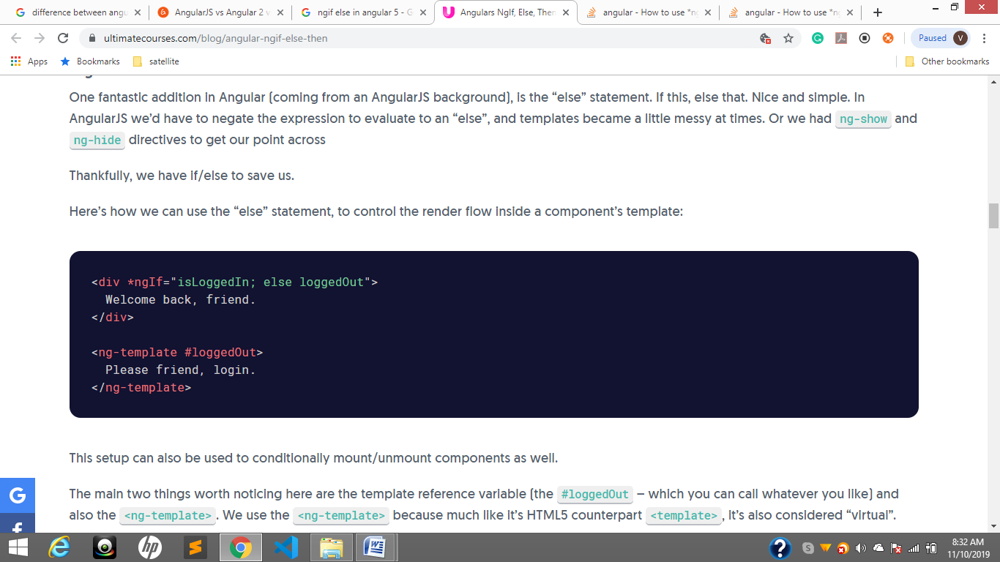 difference between angu
AngularJS vs Angular 2 v
ngif else in angular 5 - G
Angulars NgIf, Else, Then
angular - How to use *ng
angular - How to use *ng
ultimatecourses.com/blog/angular-ngif-else-then
Paused V
Apps Bookmarks satellite Other bookmarks
One fantastic addition in Angular (coming from an AngularJS background), is the “else” statement. If this, else that. Nice and simple. In
AngularJS we’d have to negate the expression to evaluate to an “else”, and templates became a little messy at times. Or we had ng-show and
ng-hide directives to get our point across
Thankfully, we have if/else to save us.
Here’s how we can use the “else” statement, to control the render flow inside a component’s template:
<div *ngIf="isLoggedIn; else loggedOut">
Welcome back, friend.
</div>
<ng-template #loggedOut>
Please friend, login.
</ng-template>
This setup can also be used to conditionally mount/unmount components as well.
The main two things worth noticing here are the template reference variable (the #loggedOut – which you can call whatever you like) and
also the <ng-template>. We use the <ng-template> because much like it’s HTML5 counterpart <template>, it’s also considered “virtual”.
8:32 AM
11/10/2019